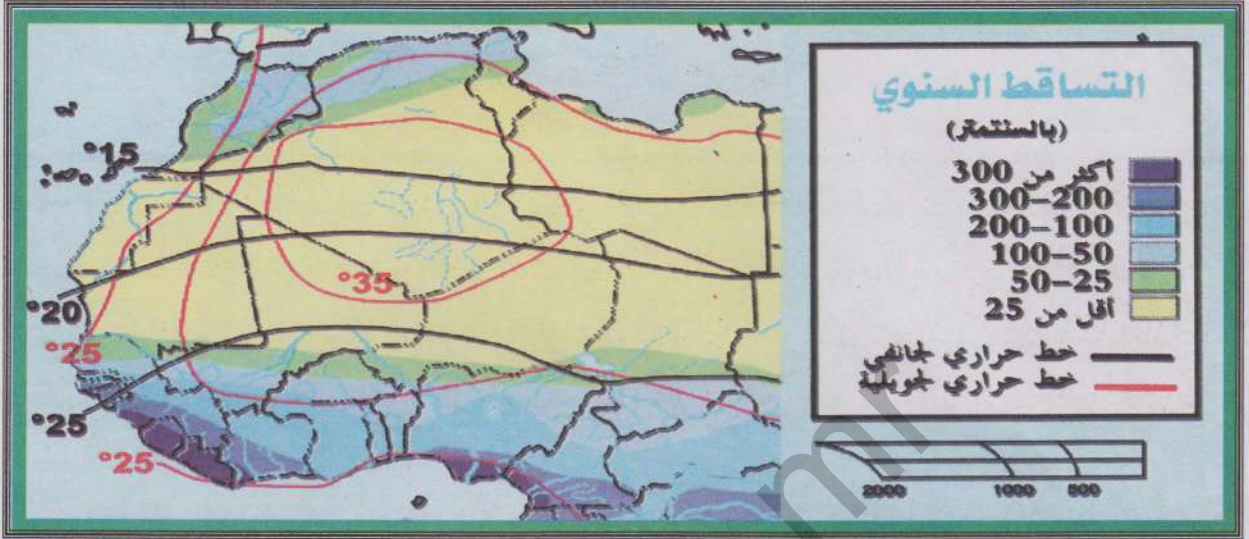 التساقط السنوي
(بالسنتمتر)
أكثر من 300
300–200
200–100
100–50
50–25
أقل من 25
خط حراري لجانفي
خط حراري لجويلية
2000 1000 500
°15
°20
°25
°25
°25
°35